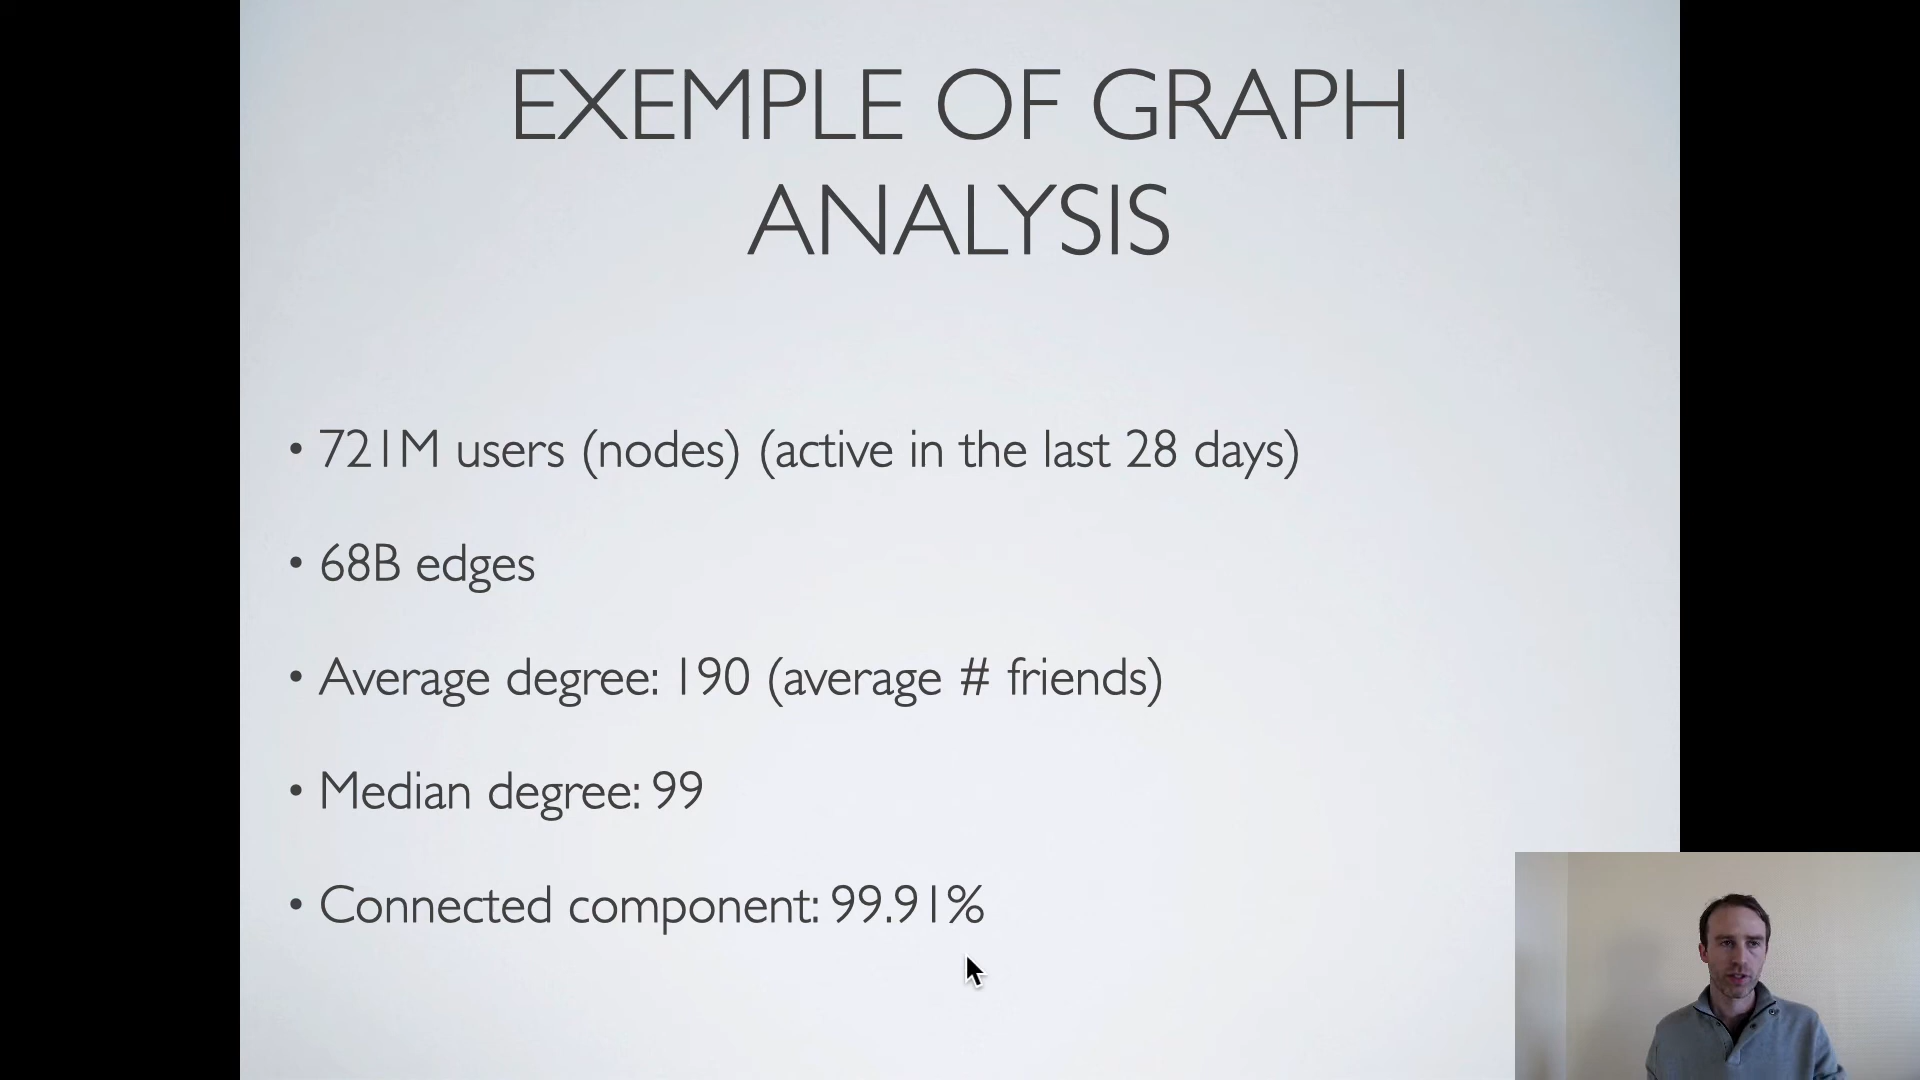 EXEMPLE OF GRAPH
ANALYSIS
• 721M users (nodes) (active in the last 28 days)
• 68B edges
• Average degree: 190 (average # friends)
• Median degree: 99
• Connected component: 99.91%